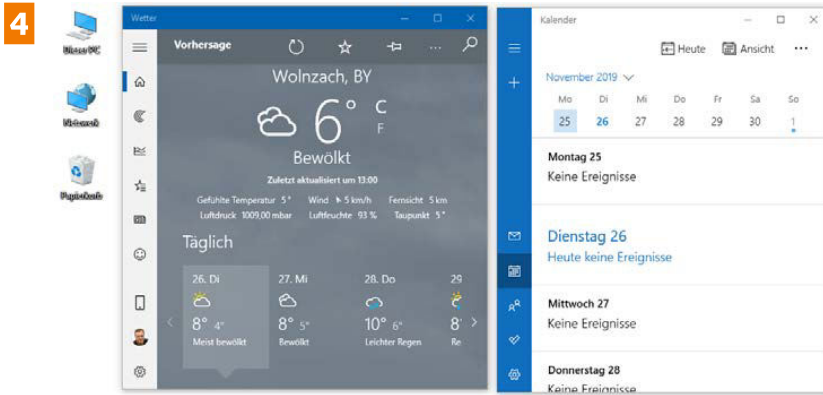 4
Dieser PC
Netzwerk
Papierkorb
Wetter
Vorhersage
Wolnzach, BY
6° C
F
Bewölkt
Zuletzt aktualisiert um 13:00
Gefühlte Temperatur 5° Wind 5 km/h Fernsicht 5 km
Luftdruck 1009,00 mbar Luftfeuchte 93 % Taupunkt 5°
Täglich
26. Di 27. Mi 28. Do 29
8° 4° 8° 5° 10° 6° 8°
Meist bewölkt Bewölkt Leichter Regen Re
Kalender
Heute Ansicht ...
November 2019
Mo Di Mi Do Fr Sa So
25 26 27 28 29 30 1
Montag 25
Keine Ereignisse
Dienstag 26
Heute keine Ereignisse
Mittwoch 27
Keine Ereignisse
Donnerstag 28
Keine Ereignisse